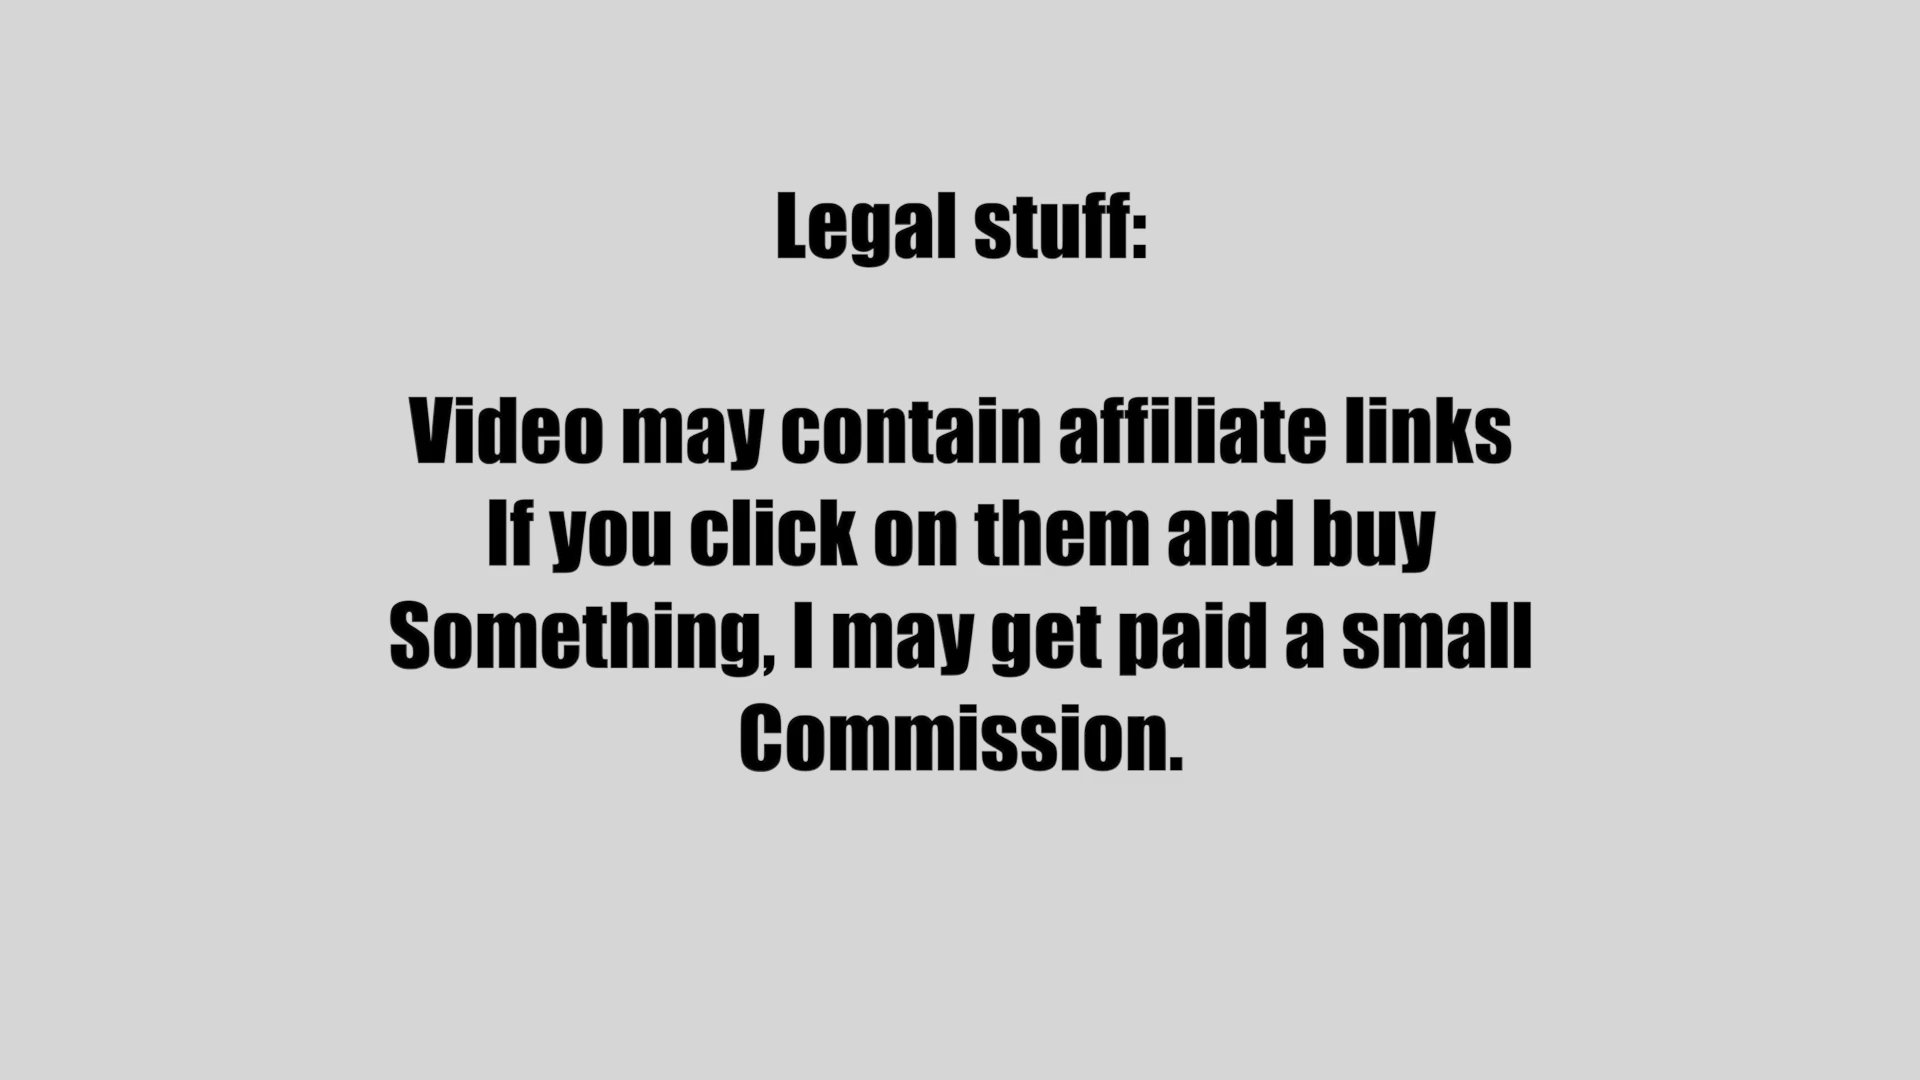 Legal stuff:
Video may contain affiliate links
If you click on them and buy
Something, I may get paid a small
Commission.